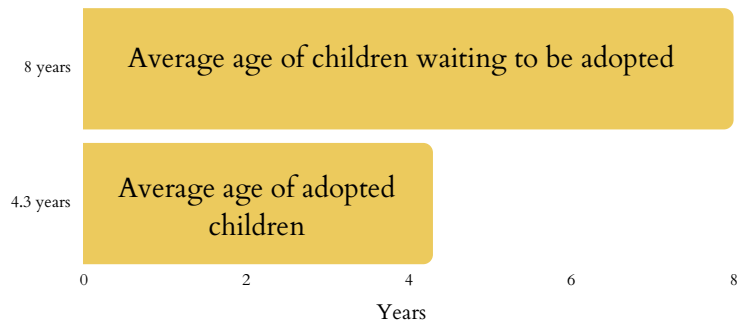 8 years
Average age of children waiting to be adopted
4.3 years
Average age of adopted
children
0 2 4 6 8
Years